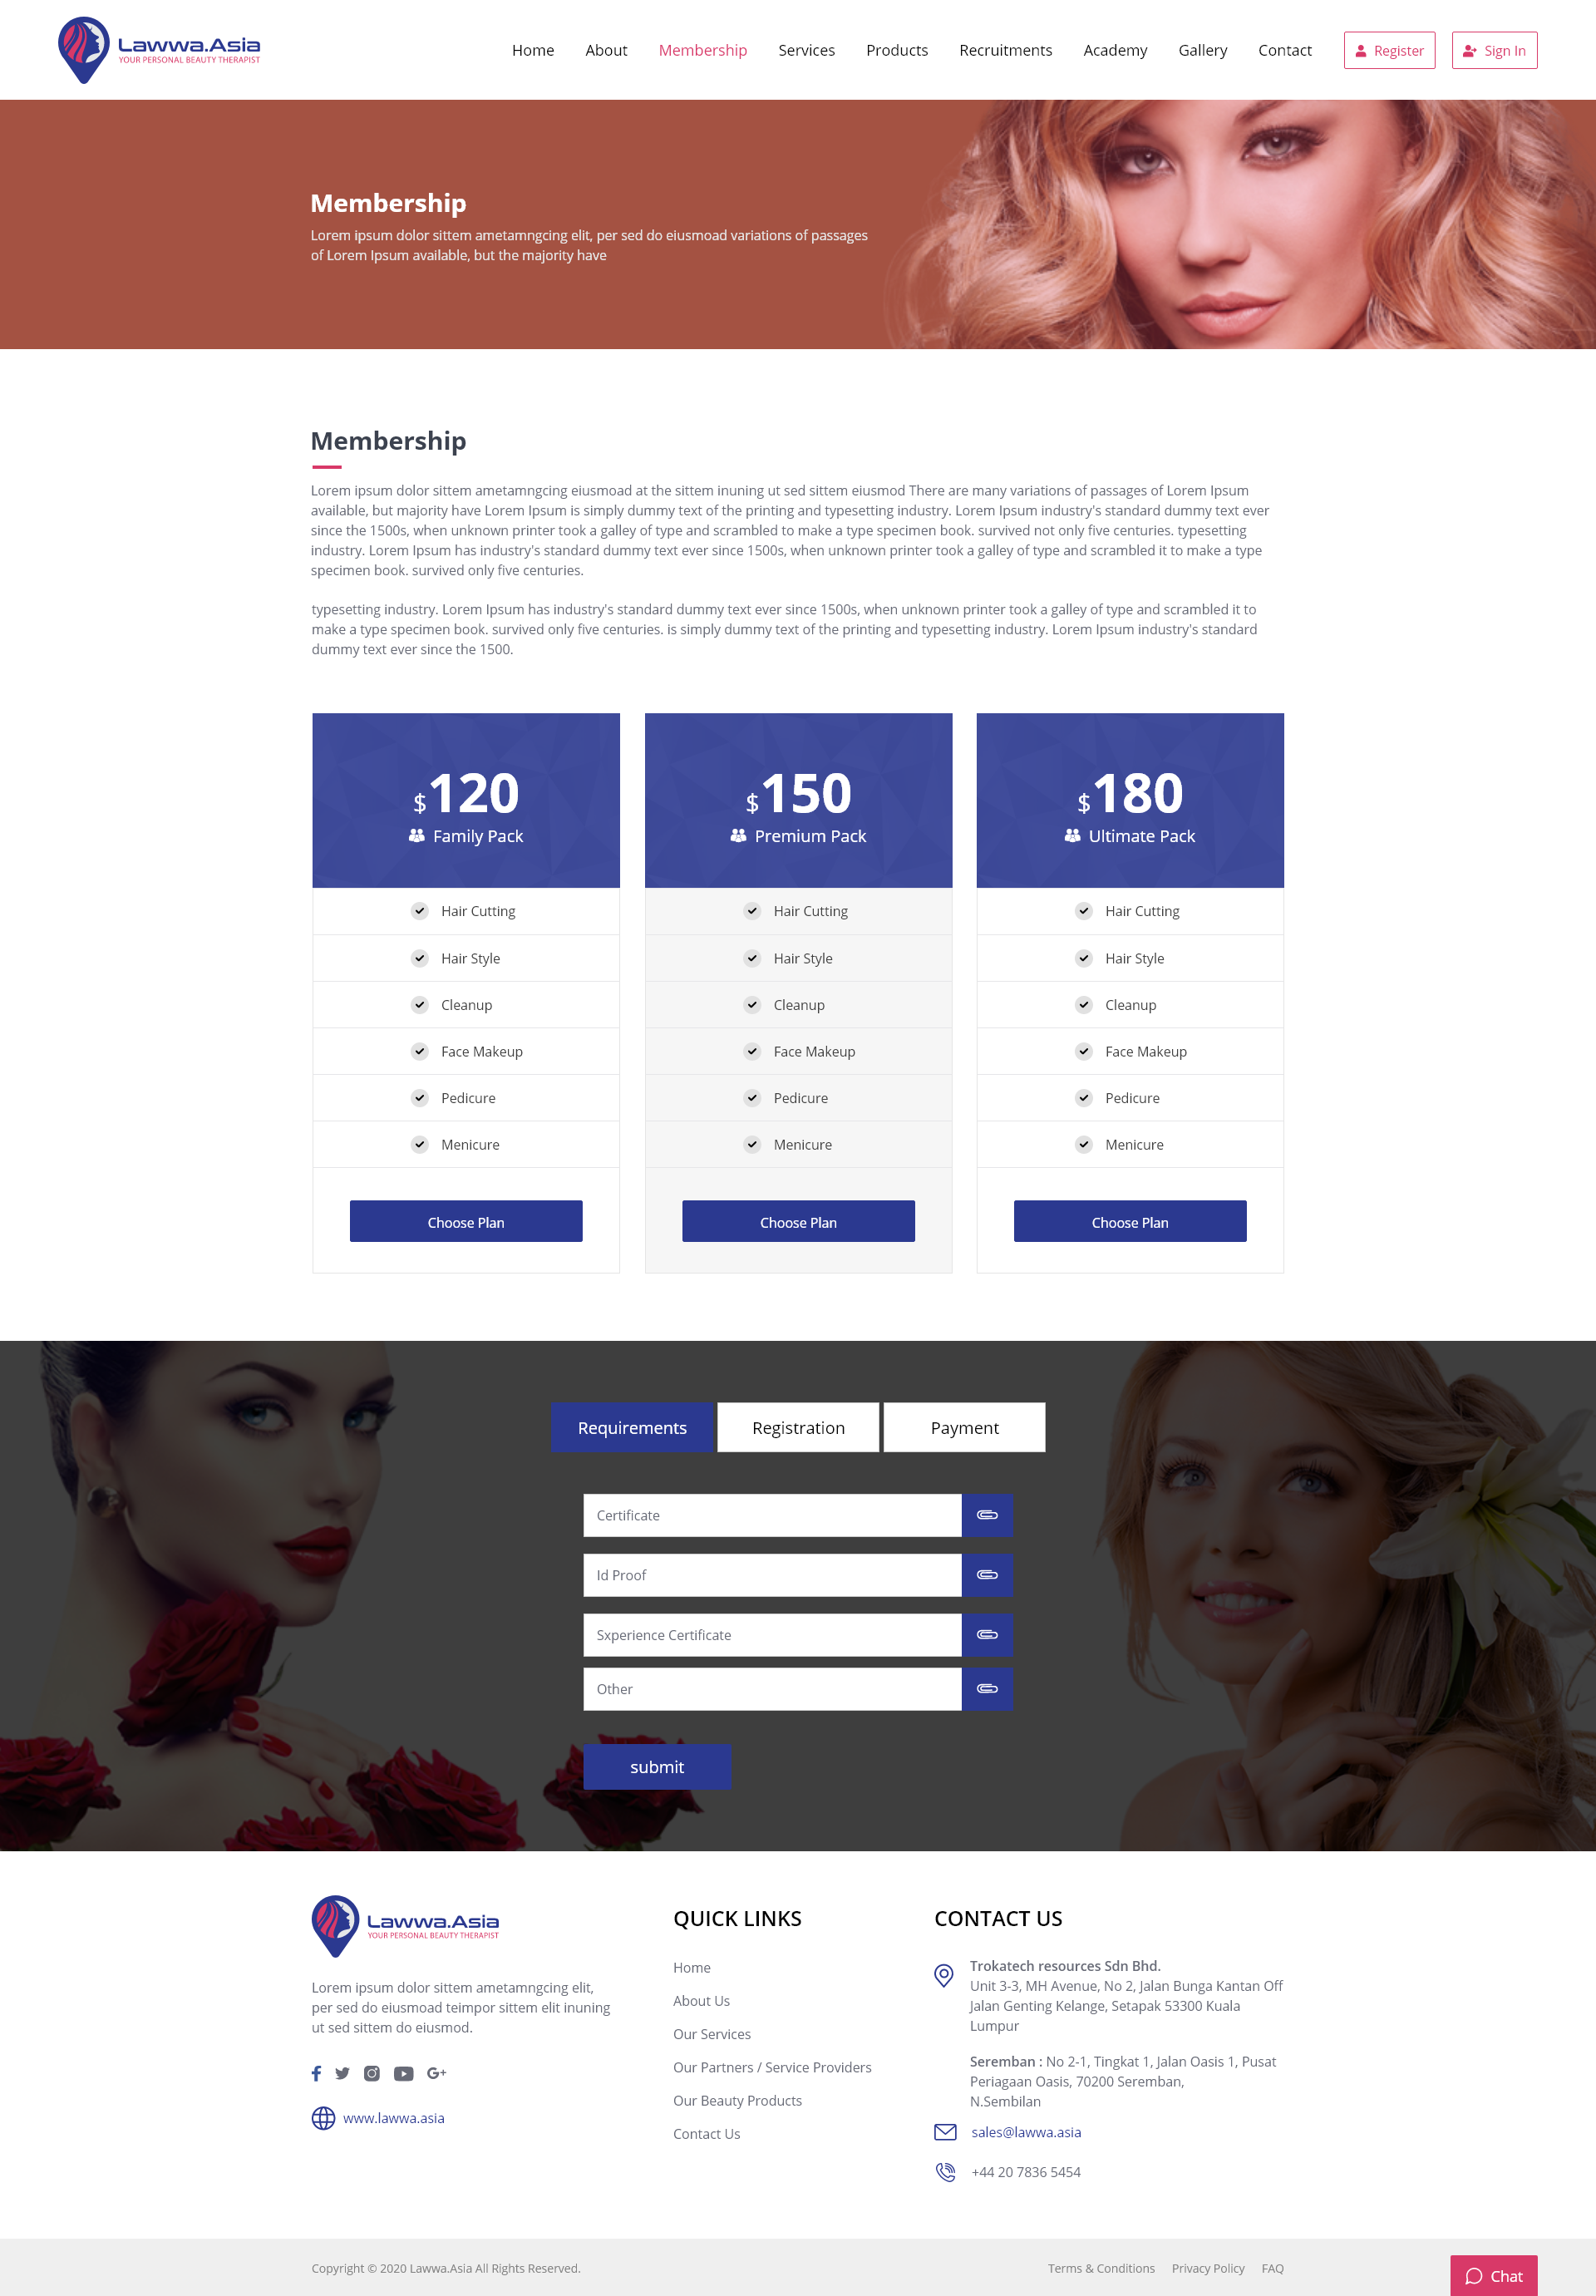 Lawwa.Asia
YOUR PERSONAL BEAUTY THERAPIST
Home About Membership Services Products Recruitments Academy Gallery Contact Register Sign In
Membership
Lorem ipsum dolor sittem ametamngcing elit, per sed do eiusmoad variations of passages
of Lorem Ipsum available, but the majority have
Membership
Lorem ipsum dolor sittem ametamngcing eiusmoad at the sittem inuning ut sed sittem eiusmod There are many variations of passages of Lorem Ipsum
available, but majority have Lorem Ipsum is simply dummy text of the printing and typesetting industry. Lorem Ipsum industry's standard dummy text ever
since the 1500s, when unknown printer took a galley of type and scrambled to make a type specimen book. survived not only five centuries. typesetting
industry. Lorem Ipsum has industry's standard dummy text ever since 1500s, when unknown printer took a galley of type and scrambled it to make a type
specimen book. survived only five centuries.
typesetting industry. Lorem Ipsum has industry's standard dummy text ever since 1500s, when unknown printer took a galley of type and scrambled it to
make a type specimen book. survived only five centuries. is simply dummy text of the printing and typesetting industry. Lorem Ipsum industry's standard
dummy text ever since the 1500.
$120
Family Pack
Hair Cutting
Hair Style
Cleanup
Face Makeup
Pedicure
Menicure
Choose Plan
$150
Premium Pack
Hair Cutting
Hair Style
Cleanup
Face Makeup
Pedicure
Menicure
Choose Plan
$180
Ultimate Pack
Hair Cutting
Hair Style
Cleanup
Face Makeup
Pedicure
Menicure
Choose Plan
Requirements Registration Payment
Certificate
Id Proof
Sxperience Certificate
Other
submit
Lawwa.Asia
YOUR PERSONAL BEAUTY THERAPIST
Lorem ipsum dolor sittem ametamngcing elit,
per sed do eiusmoad teimpor sittem elit inuning
ut sed sittem do eiusmod.
www.lawwa.asia
QUICK LINKS
Home
About Us
Our Services
Our Partners / Service Providers
Our Beauty Products
Contact Us
CONTACT US
Trokatech resources Sdn Bhd.
Unit 3-3, MH Avenue, No 2, Jalan Bunga Kantan Off
Jalan Genting Kelange, Setapak 53300 Kuala
Lumpur
Seremban : No 2-1, Tingkat 1, Jalan Oasis 1, Pusat
Periagaan Oasis, 70200 Seremban,
N.Sembilan
sales@lawwa.asia
+44 20 7836 5454
Copyright © 2020 Lawwa.Asia All Rights Reserved.
Terms & Conditions Privacy Policy FAQ
Chat